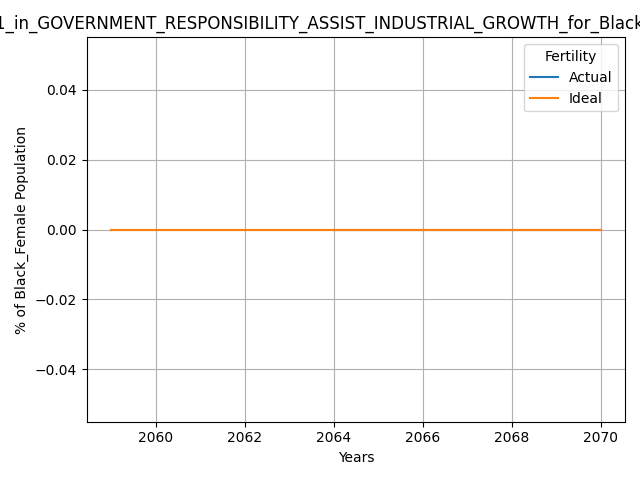 1_in_GOVERNMENT_RESPONSIBILITY_ASSIST_INDUSTRIAL_GROWTH_for_Black
Fertility
Actual
Ideal
0.04
0.02
0.00
−0.02
−0.04
% of Black_Female Population
2060
2062
2064
2066
2068
2070
Years